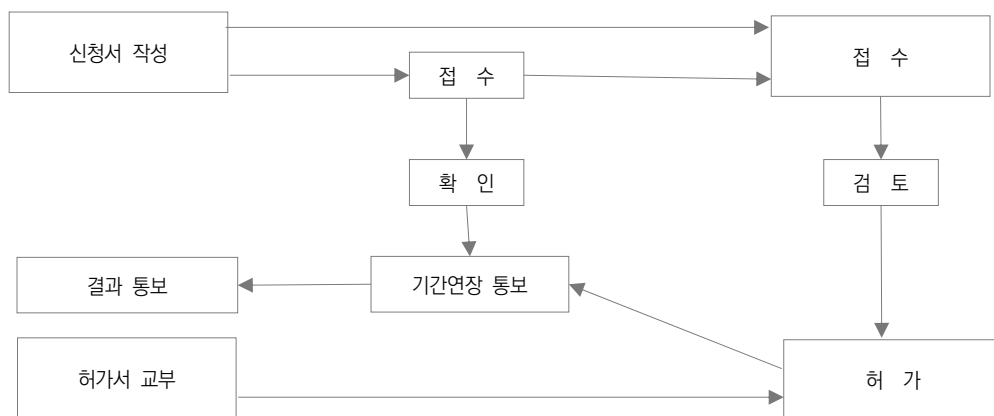 신청서 작성
접 수
접 수
확 인
검 토
결과 통보
기간연장 통보
허가서 교부
허 가